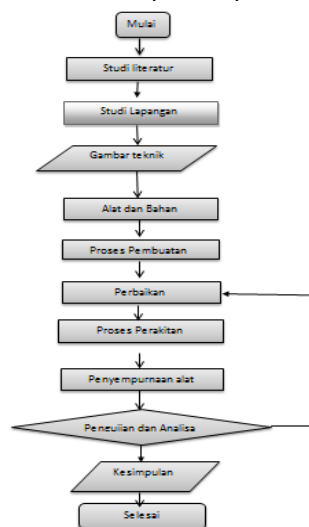 Mulai
Studi literatur
Studi Lapangan
Gambar teknik
Alat dan Bahan
Proses Pembuatan
Perbaikan
Proses Perakitan
Penyempurnaan alat
Pengujian dan Analisa
Kesimpulan
Selesai